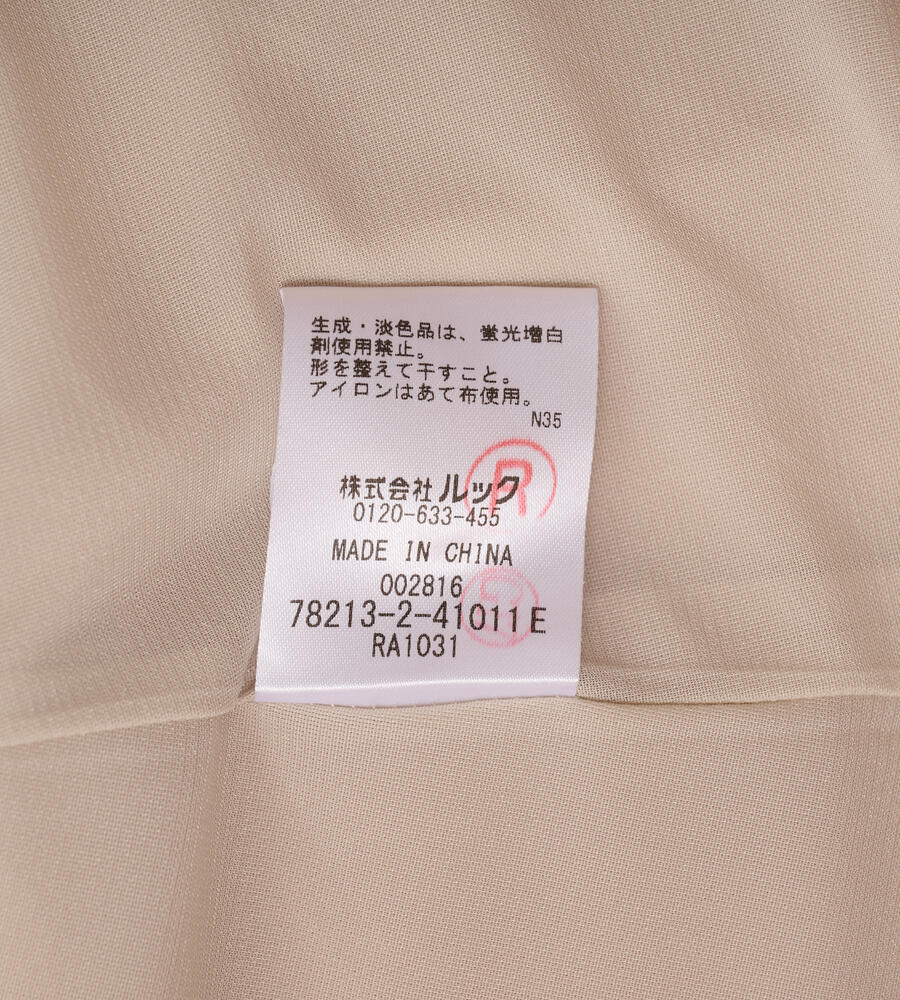 生成・淡色品は、蛍光増白
剤使用禁止。
形を整えて干すこと。
アイロンはあて布使用。
N35
R
株式会社 ルック
0120-633-455
MADE IN CHINA
002816
78213-2-41011E
RA1031